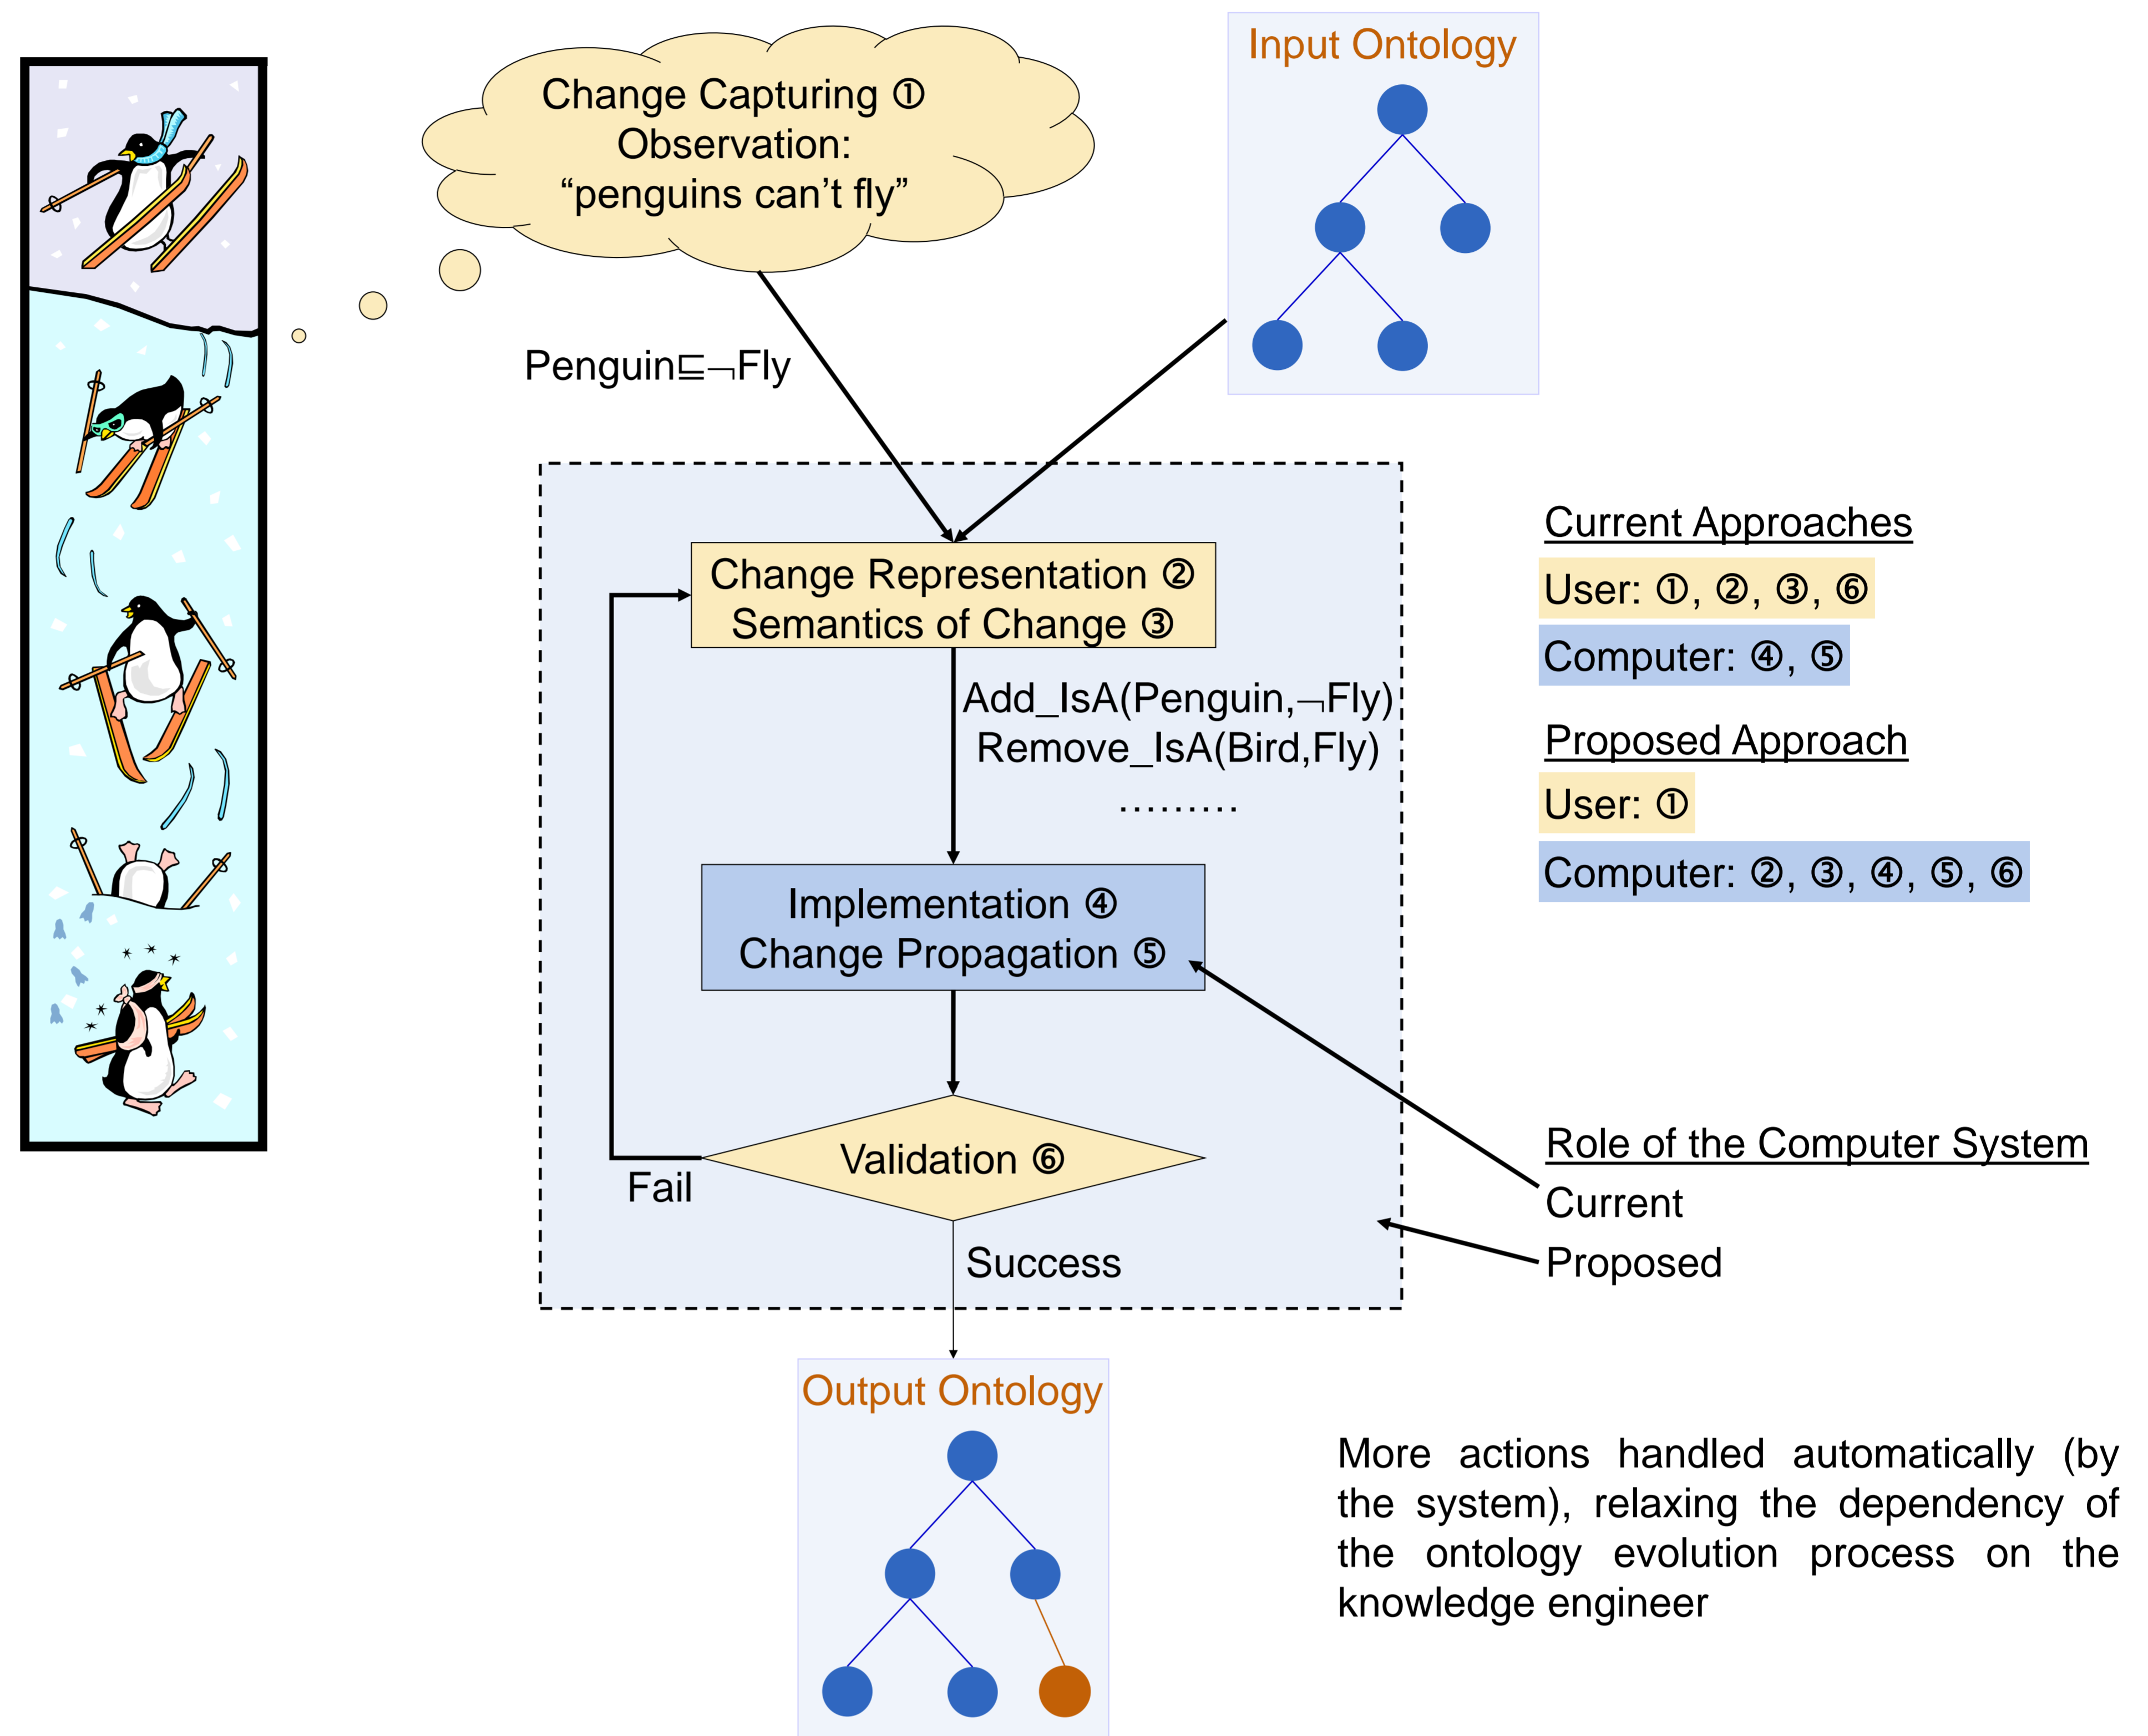 Change Capturing ①
Observation:
“penguins can’t fly”
Input Ontology
Penguin⊑¬Fly
Change Representation ②
Semantics of Change ③
Add_IsA(Penguin,¬Fly)
Remove_IsA(Bird,Fly)
………
Implementation ④
Change Propagation ⑤
Validation ⑥
Fail
Success
Output Ontology
Current Approaches
User: ①, ②, ③, ⑥
Computer: ④, ⑤
Proposed Approach
User: ①
Computer: ②, ③, ④, ⑤, ⑥
Role of the Computer System
Current
Proposed
More actions handled automatically (by
the system), relaxing the dependency of
the ontology evolution process on the
knowledge engineer